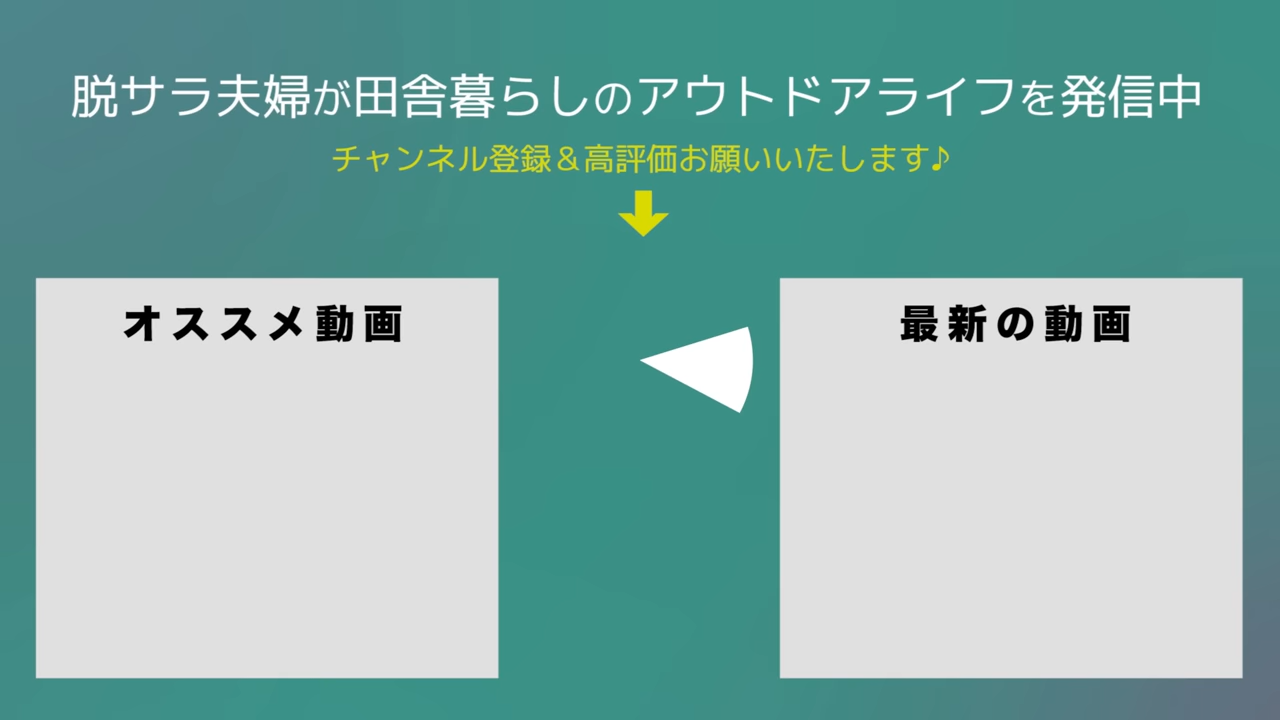 脱サラ夫婦が田舎暮らしのアウトドアライフを発信中
チャンネル登録＆高評価お願いいたします♪
オススメ動画
最新の動画